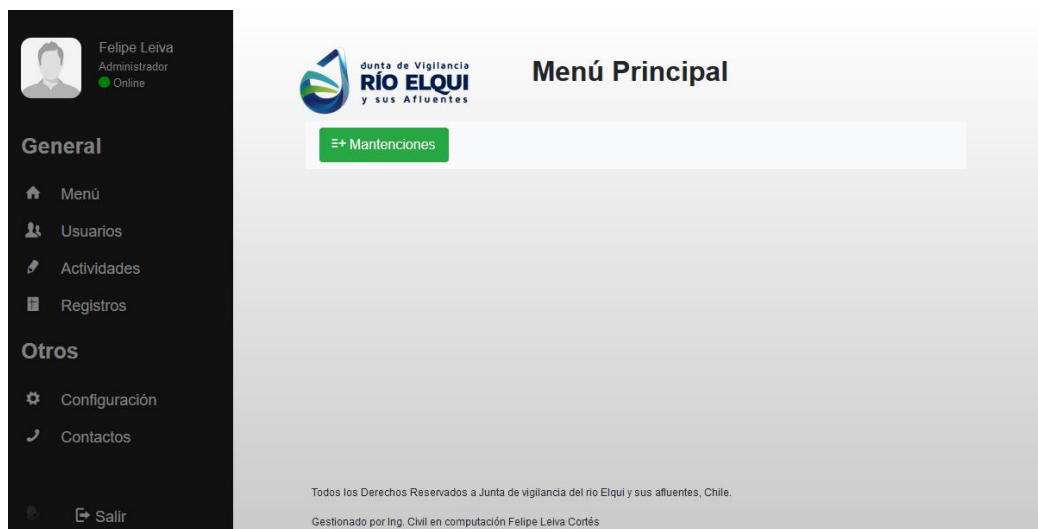 Felipe Leiva
Administrador
Online
General
Menú
Usuarios
Actividades
Registros
Otros
Configuración
Contactos
Salir
Junta de Vigilancia
RÍO ELQUI
y sus Afluentes
Menú Principal
Mantenciones
Todos los Derechos Reservados a Junta de vigilancia del rio Elqui y sus afluentes, Chile.
Gestionado por Ing. Civil en computación Felipe Leiva Cortés